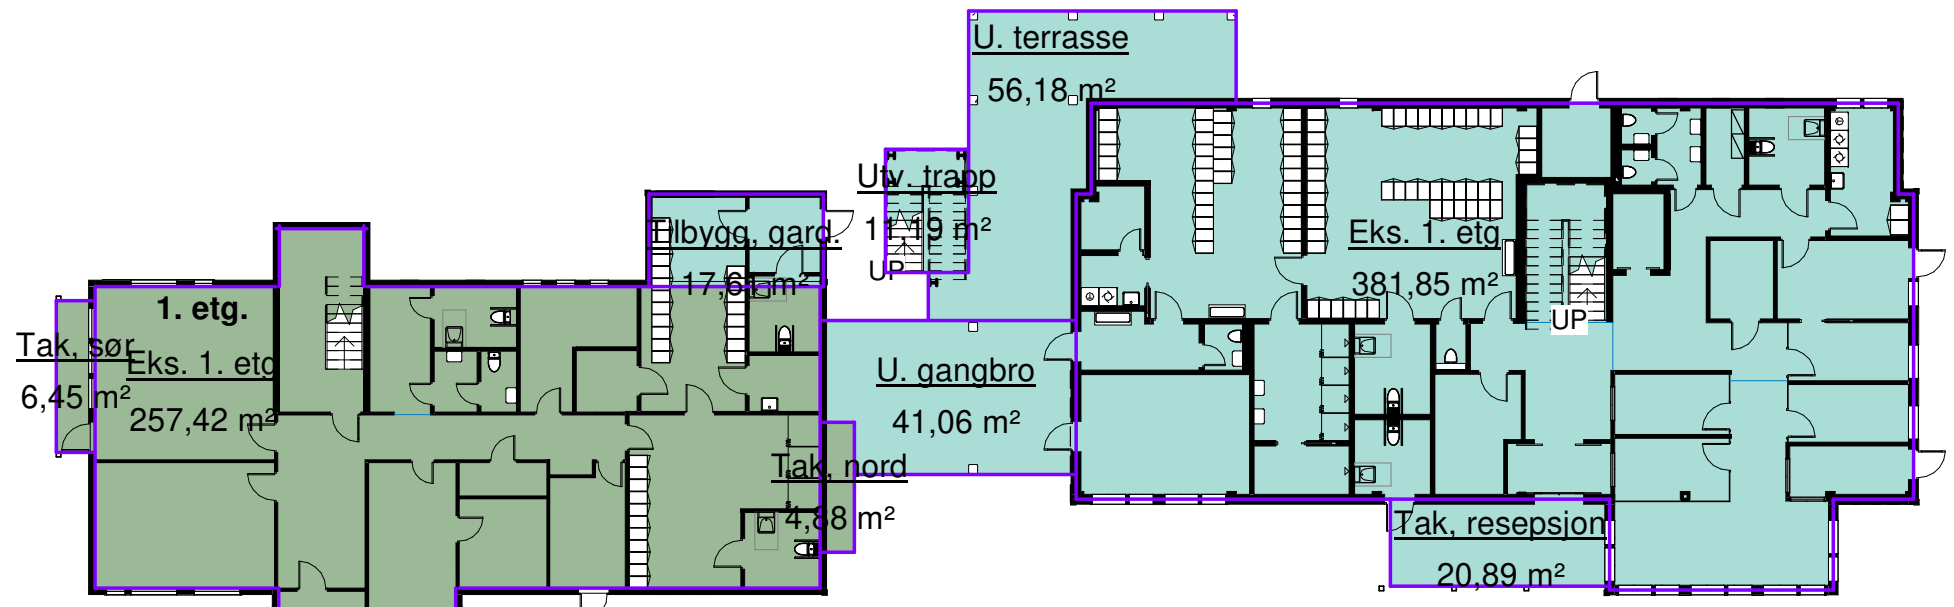 U. terrasse
56,18 m²
Utv. trapp
11,19 m²
UP
Tilbygg, gard.
17,61 m²
Eks. 1. etg
381,85 m²
UP
1. etg.
Tak, sør
6,45 m²
Eks. 1. etg
257,42 m²
U. gangbro
41,06 m²
Tak, nord
4,88 m²
Tak, resepsjon
20,89 m²